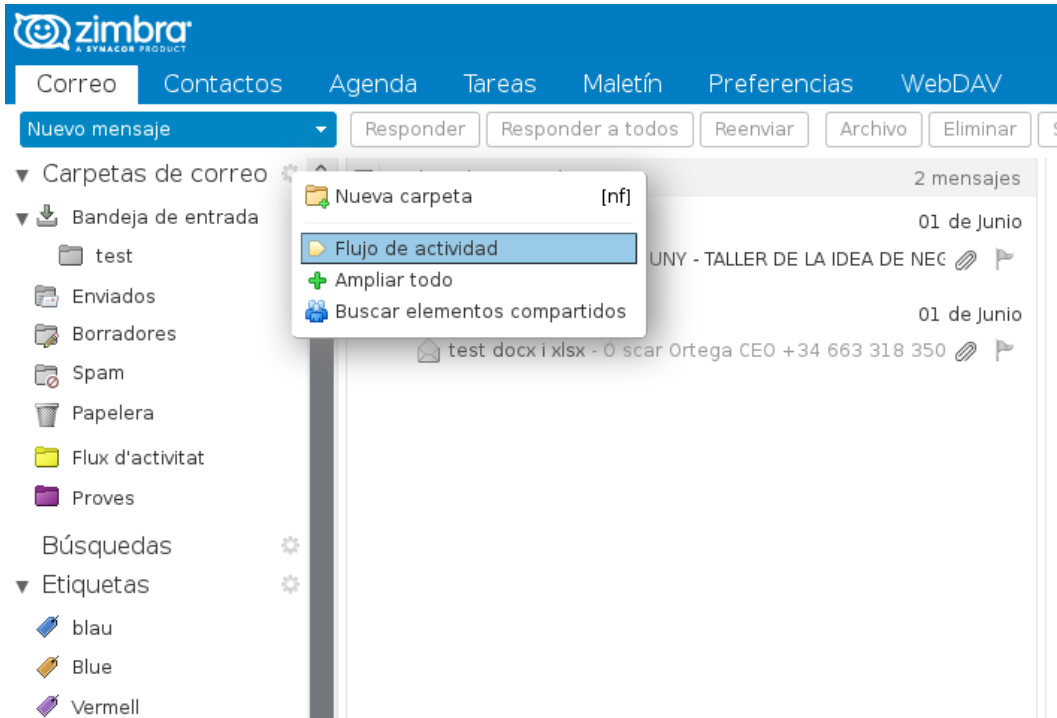 zimbra
A SYNACOR PRODUCT
Correo Contactos Agenda Tareas Maletín Preferencias WebDAV
Nuevo mensaje Responder Responder a todos Reenviar Archivo Eliminar
Carpetas de correo
2 mensajes
Nueva carpeta [nf]
Flujo de actividad
Ampliar todo
Buscar elementos compartidos
Bandeja de entrada
test
Enviados
Borradores
Spam
Papelera
Flux d'activitat
Proves
Búsquedas
Etiquetas
blau
Blue
Vermell
01 de Junio
UNY - TALLER DE LA IDEA DE NEG
01 de Junio
test docx i xlsx - Ó scar Ortega CEO +34 663 318 350